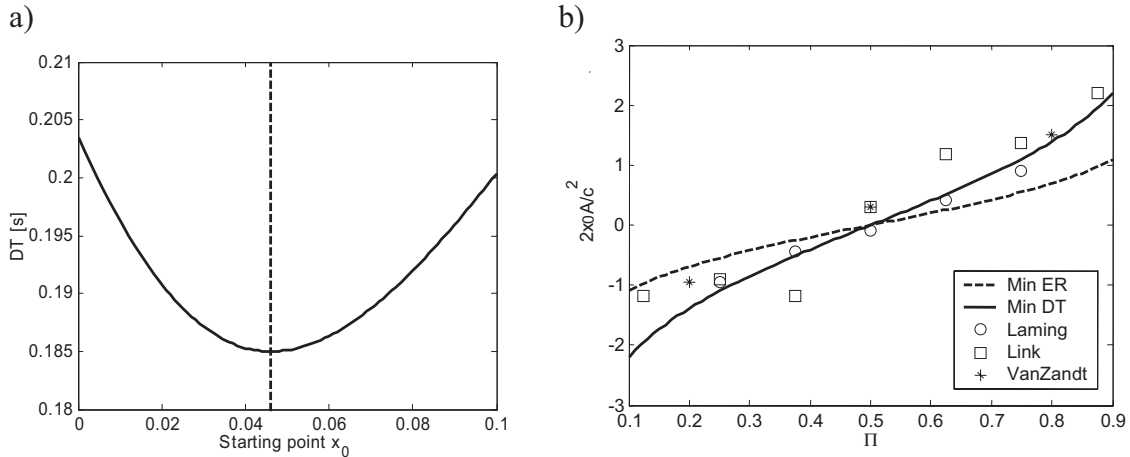 a)
0.21
0.205
0.2
0.195
0.19
0.185
0.18
DT [s]
0
0.02
0.04
0.06
0.08
0.1
Starting point x₀
b)
3
2
1
0
-1
-2
-3
2x0A/c²
0.1
0.2
0.3
0.4
0.5
0.6
0.7
0.8
0.9
Π
Min ER
Min DT
Laming
Link
VanZandt